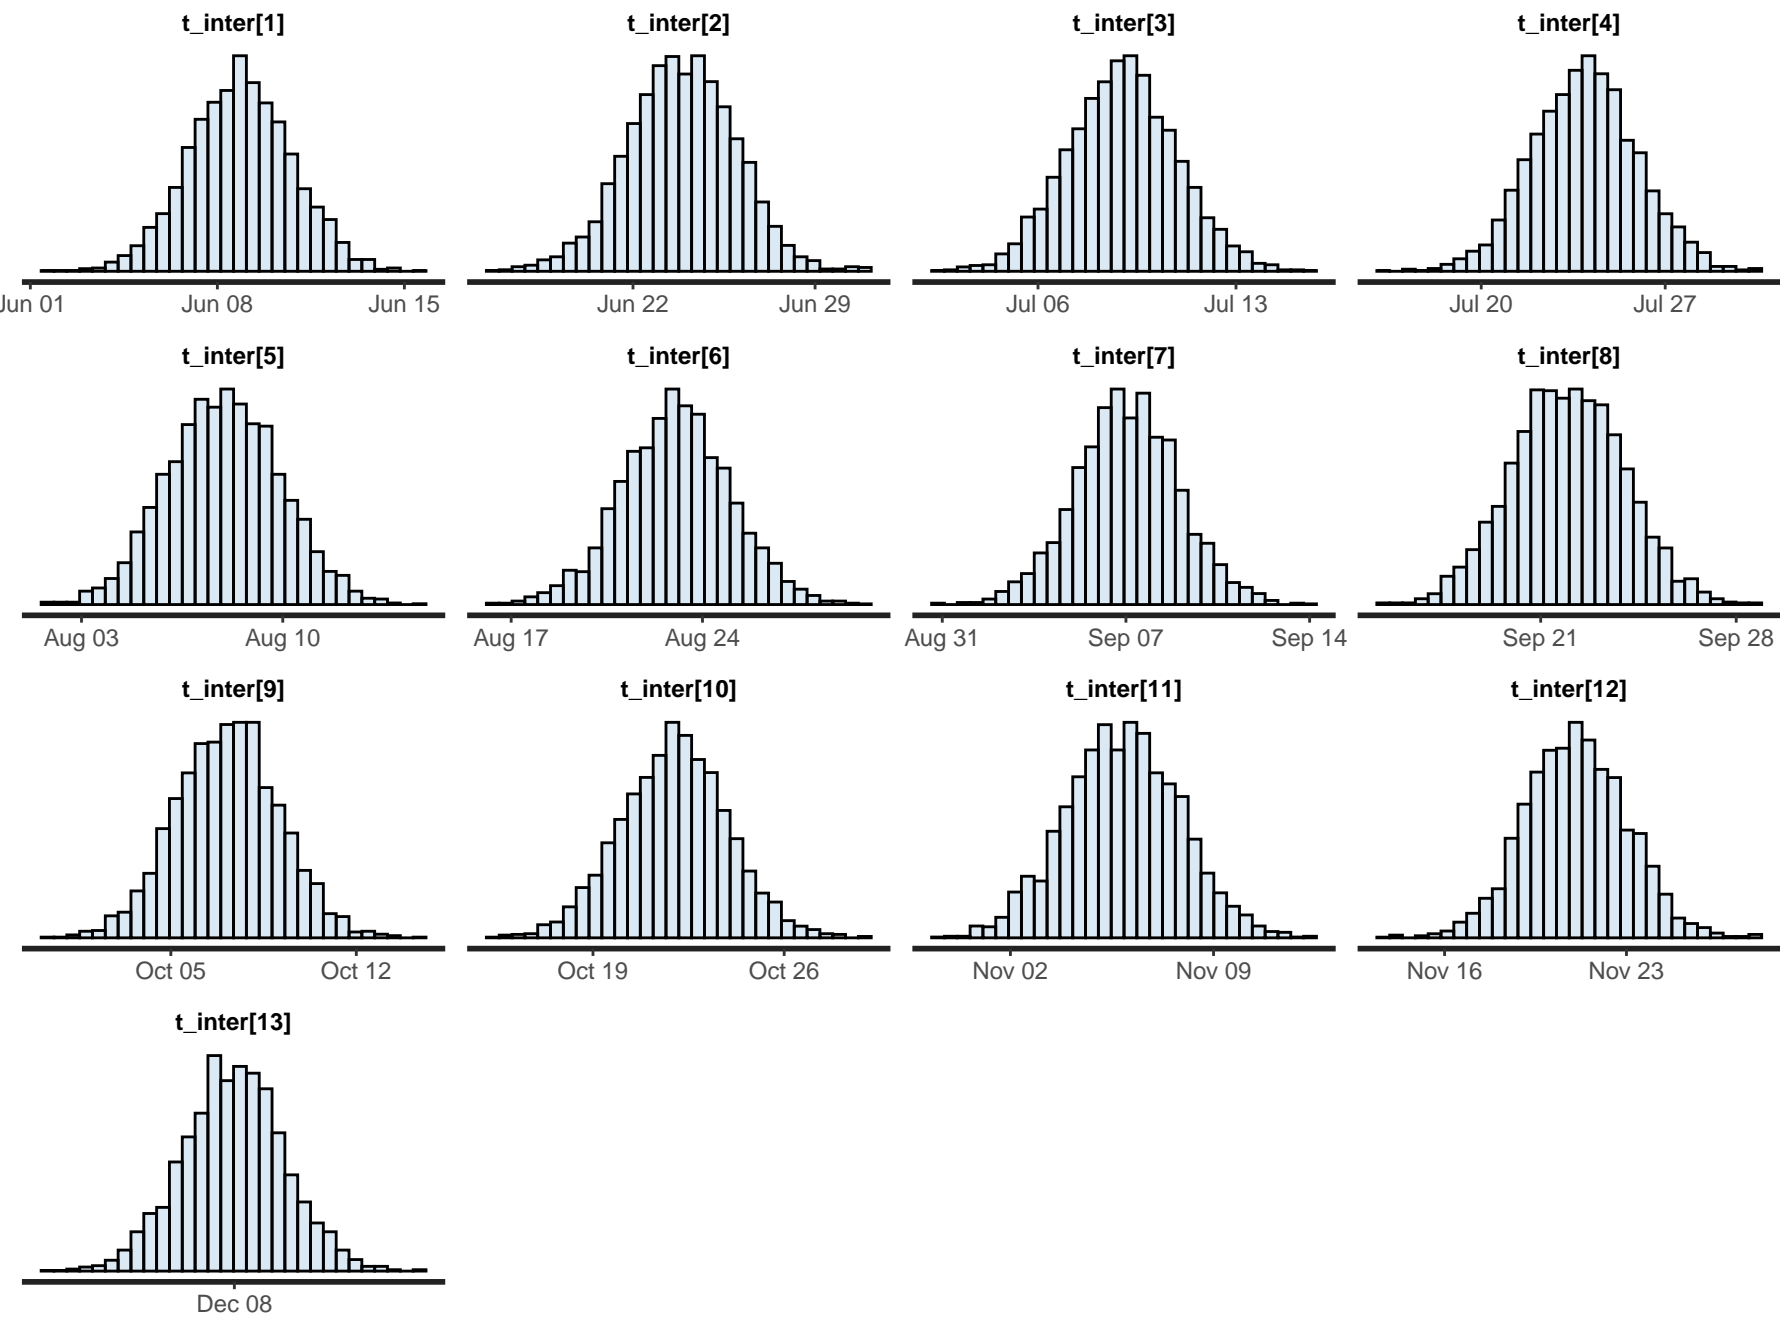 t_inter[1] t_inter[2] t_inter[3] t_inter[4]
Jun 01 Jun 08 Jun 15 Jun 22 Jun 29 Jul 06 Jul 13 Jul 20 Jul 27
t_inter[5] t_inter[6] t_inter[7] t_inter[8]
Aug 03 Aug 10 Aug 17 Aug 24 Aug 31 Sep 07 Sep 14 Sep 21 Sep 28
t_inter[9] t_inter[10] t_inter[11] t_inter[12]
Oct 05 Oct 12 Oct 19 Oct 26 Nov 02 Nov 09 Nov 16 Nov 23
t_inter[13]
Dec 08